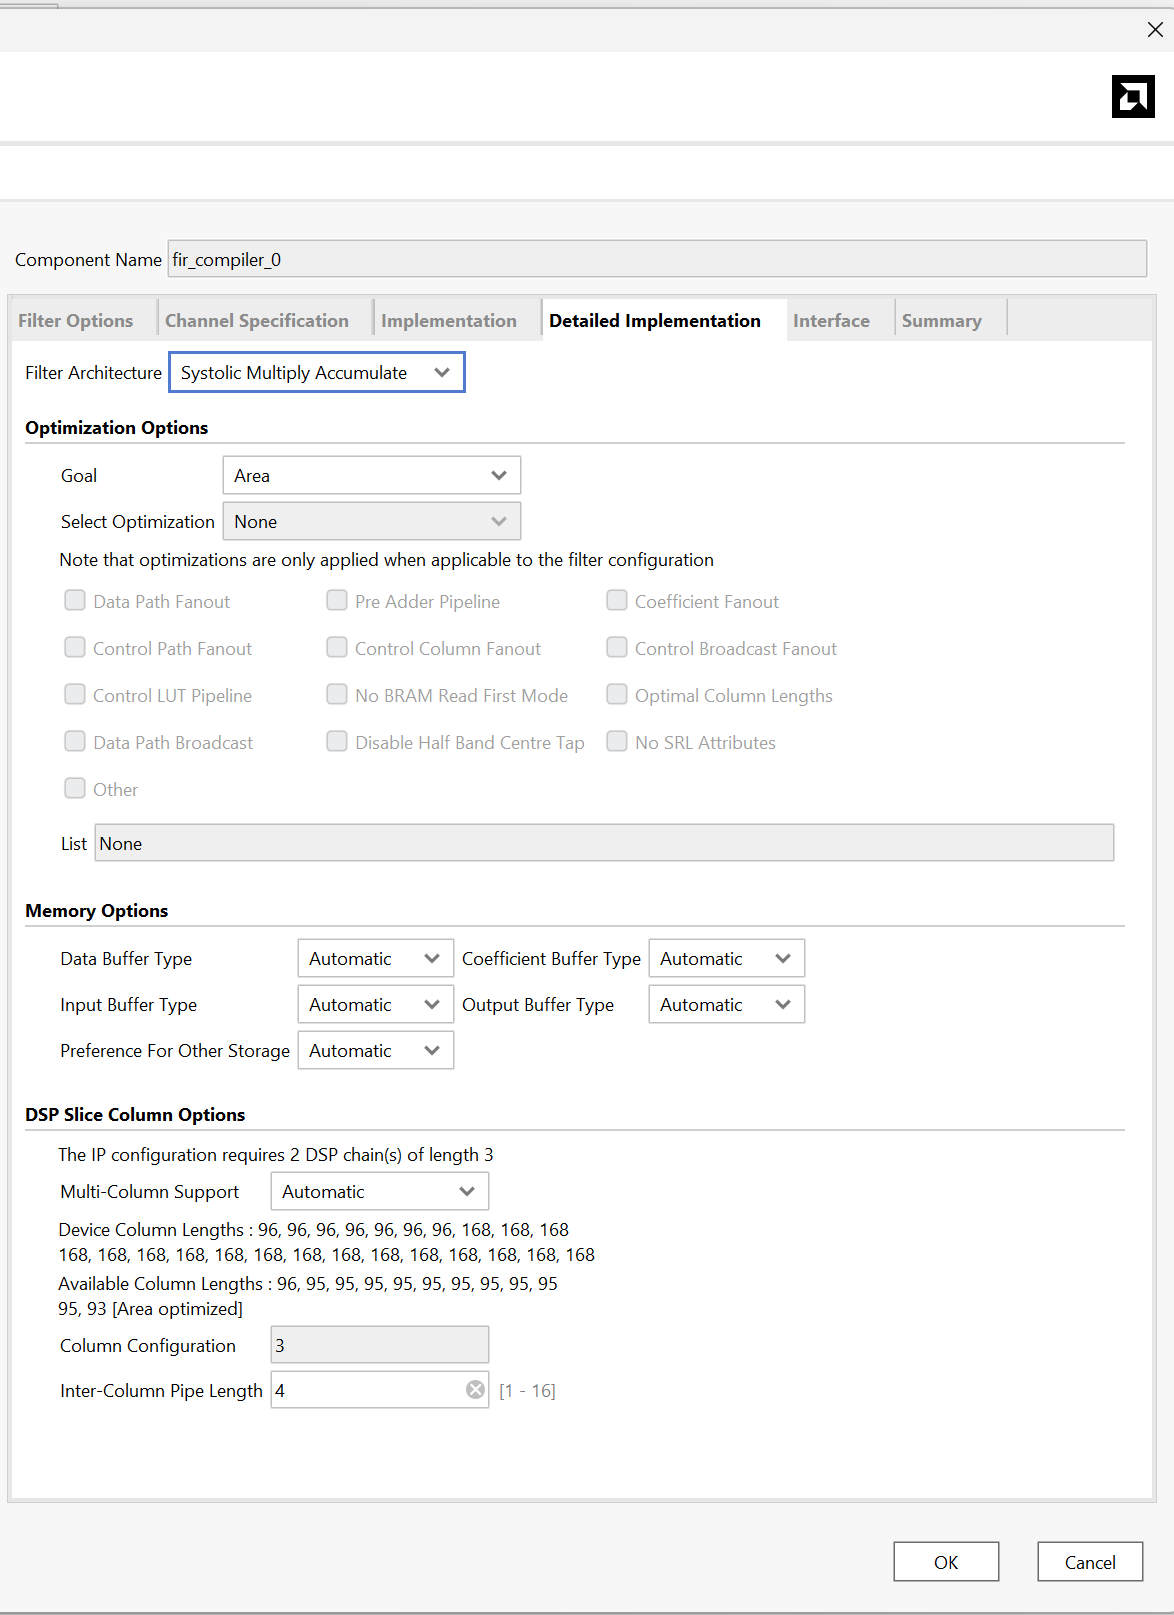 Component Name fir_compiler_0
Filter Options Channel Specification Implementation Detailed Implementation Interface Summary
Filter Architecture Systolic Multiply Accumulate
Optimization Options
Goal Area
Select Optimization None
Note that optimizations are only applied when applicable to the filter configuration
Data Path Fanout Pre Adder Pipeline Coefficient Fanout
Control Path Fanout Control Column Fanout Control Broadcast Fanout
Control LUT Pipeline No BRAM Read First Mode Optimal Column Lengths
Data Path Broadcast Disable Half Band Centre Tap No SRL Attributes
Other
List None
Memory Options
Data Buffer Type Automatic Coefficient Buffer Type Automatic
Input Buffer Type Automatic Output Buffer Type Automatic
Preference For Other Storage Automatic
DSP Slice Column Options
The IP configuration requires 2 DSP chain(s) of length 3
Multi-Column Support Automatic
Device Column Lengths : 96, 96, 96, 96, 96, 96, 96, 168, 168, 168
168, 168, 168, 168, 168, 168, 168, 168, 168, 168, 168, 168, 168, 168
Available Column Lengths : 96, 95, 95, 95, 95, 95, 95, 95, 95, 95
95, 93 [Area optimized]
Column Configuration 3
Inter-Column Pipe Length 4 [1 - 16]
OK Cancel